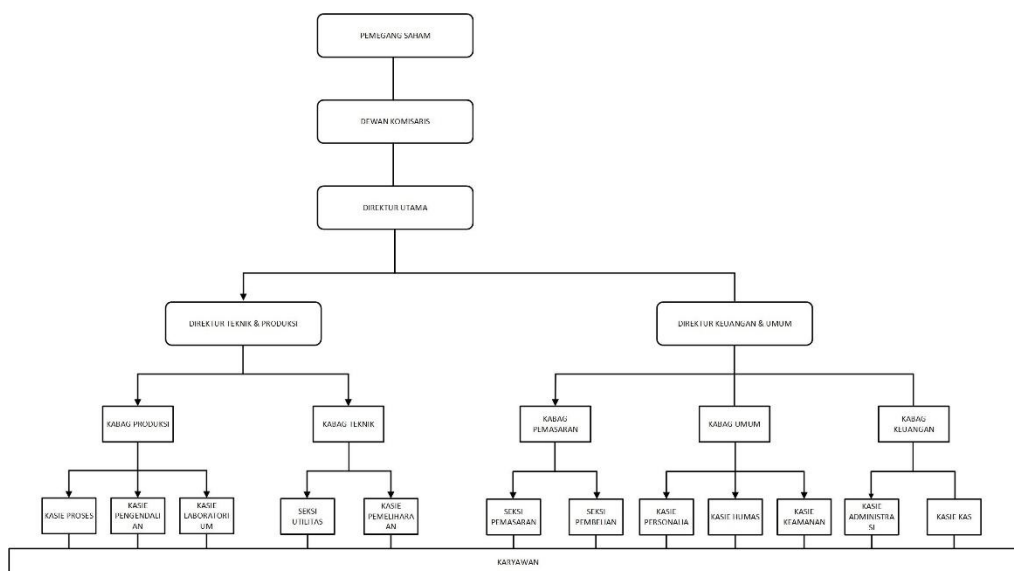 PEMEGANG SAHAM
DEWAN KOMISARIS
DIREKTUR UTAMA
DIREKTUR TEKNIK & PRODUKSI
DIREKTUR KEUANGAN & UMUM
KABAG PRODUKSI
KABAG TEKNIK
KABAG
PEMASARAN
KABAG UMUM
KABAG
KEUANGAN
KASIE PROSES
KASIE
PENGENDALI
AN
KASIE
LABORATORI
UM
SEKSI
UTILITAS
KASIE
PEMELIHARA
AN
SEKSI
PEMASARAN
SEKSI
PEMBELIAN
KASIE
PERSONALIA
KASIE HUMAS
KASIE
KEAMANAN
KASIE
ADMINISTRA
SI
KASIE KAS
KARYAWAN